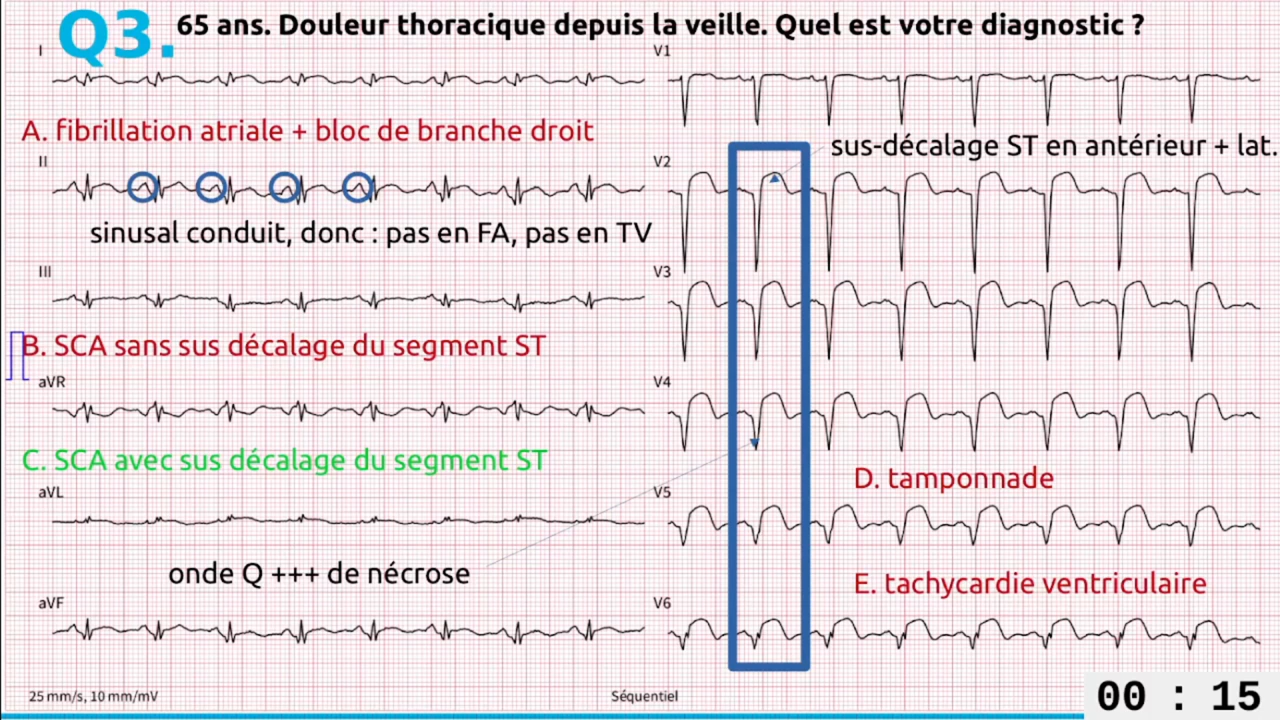 Q3. 65 ans. Douleur thoracique depuis la veille. Quel est votre diagnostic ?
I
V1
A. fibrillation atriale + bloc de branche droit
sus-décalage ST en antérieur + lat.
II
V2
sinusal conduit, donc : pas en FA, pas en TV
III
V3
B. SCA sans sus décalage du segment ST
aVR
V4
C. SCA avec sus décalage du segment ST
D. tamponnade
aVL
V5
onde Q +++ de nécrose
E. tachycardie ventriculaire
aVF
V6
25 mm/s, 10 mm/mV
Séquentiel
00 : 15